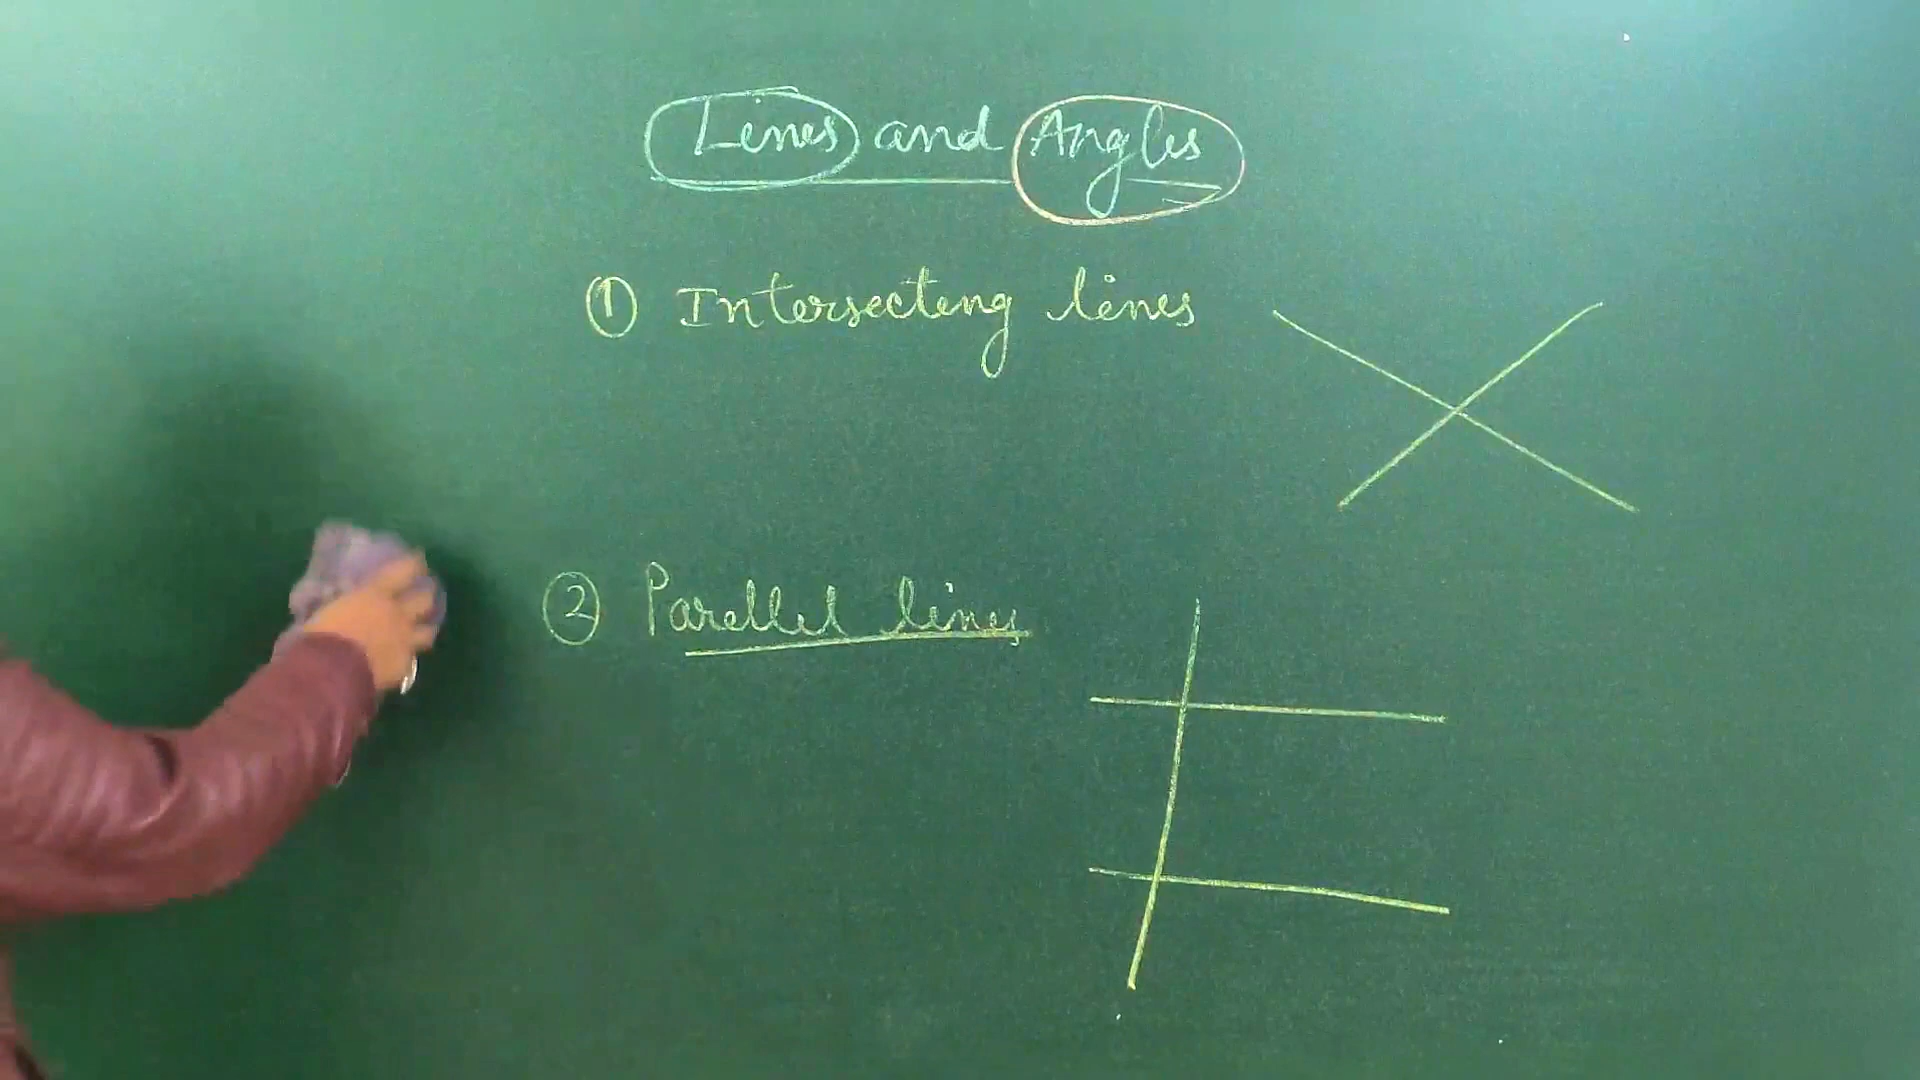 Lines and Angles
① Intersecting lines
② Parellel lines